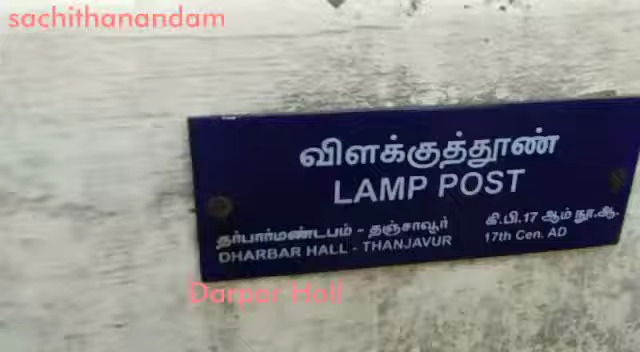 sachithanandam
விளக்குத்தூண்
LAMP POST
தர்பார்மண்டபம் - தஞ்சாவூர்
DHARBAR HALL - THANJAVUR
கி.பி.17 ஆம் நூ.ஆ.
17th Cen. AD
Darpar Hall